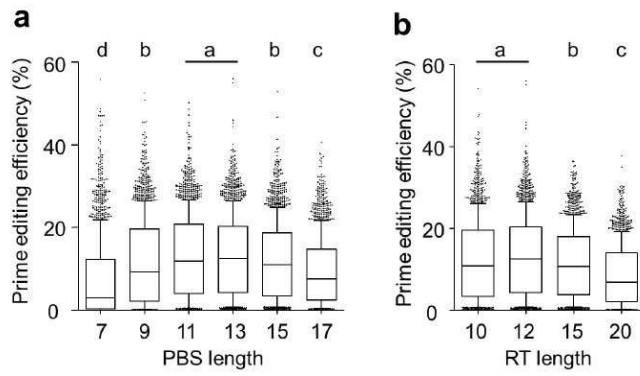 a
d b a b c
Prime editing efficiency (%)
60
40
20
0
7 9 11 13 15 17
PBS length
b
a b c
Prime editing efficiency (%)
60
40
20
0
10 12 15 20
RT length